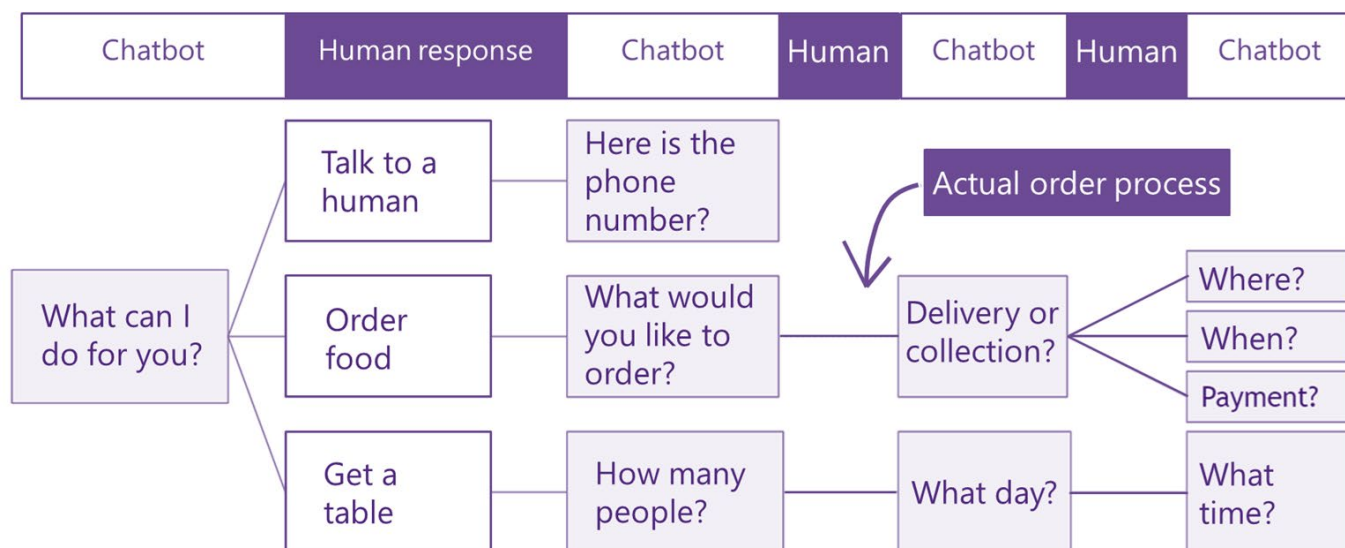 Chatbot
Human response
Chatbot
Human
Chatbot
Human
Chatbot
What can I
do for you?
Talk to a
human
Here is the
phone
number?
Actual order process
Order
food
What would
you like to
order?
Delivery or
collection?
Where?
When?
Payment?
Get a
table
How many
people?
What day?
What
time?